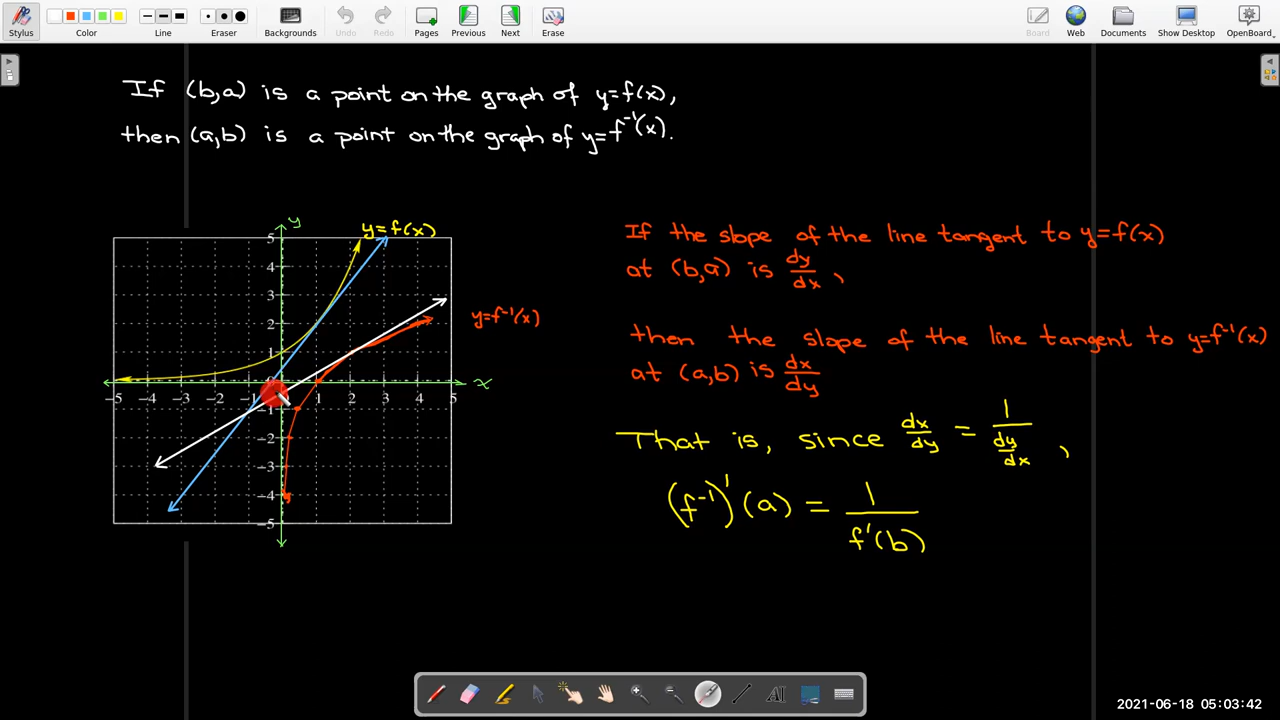 Stylus Color Line Eraser Backgrounds Undo Redo Pages Previous Next Erase Board Web Documents Show Desktop OpenBoard
If (b,a) is a point on the graph of y=f(x),
then (a,b) is a point on the graph of y=f⁻¹(x).
y
y=f(x)
5
4
3
2
1
0
-5 -4 -3 -2 -1 1 2 3 4 5 x
-1
-2
-3
-4
-5
y=f⁻¹(x)
If the slope of the line tangent to y=f(x)
at (b,a) is dy/dx,
then the slope of the line tangent to y=f⁻¹(x)
at (a,b) is dx/dy
That is, since dx/dy = 1/(dy/dx),
(f⁻¹)'(a) = 1/f'(b)
AI
2021-06-18 05:03:42